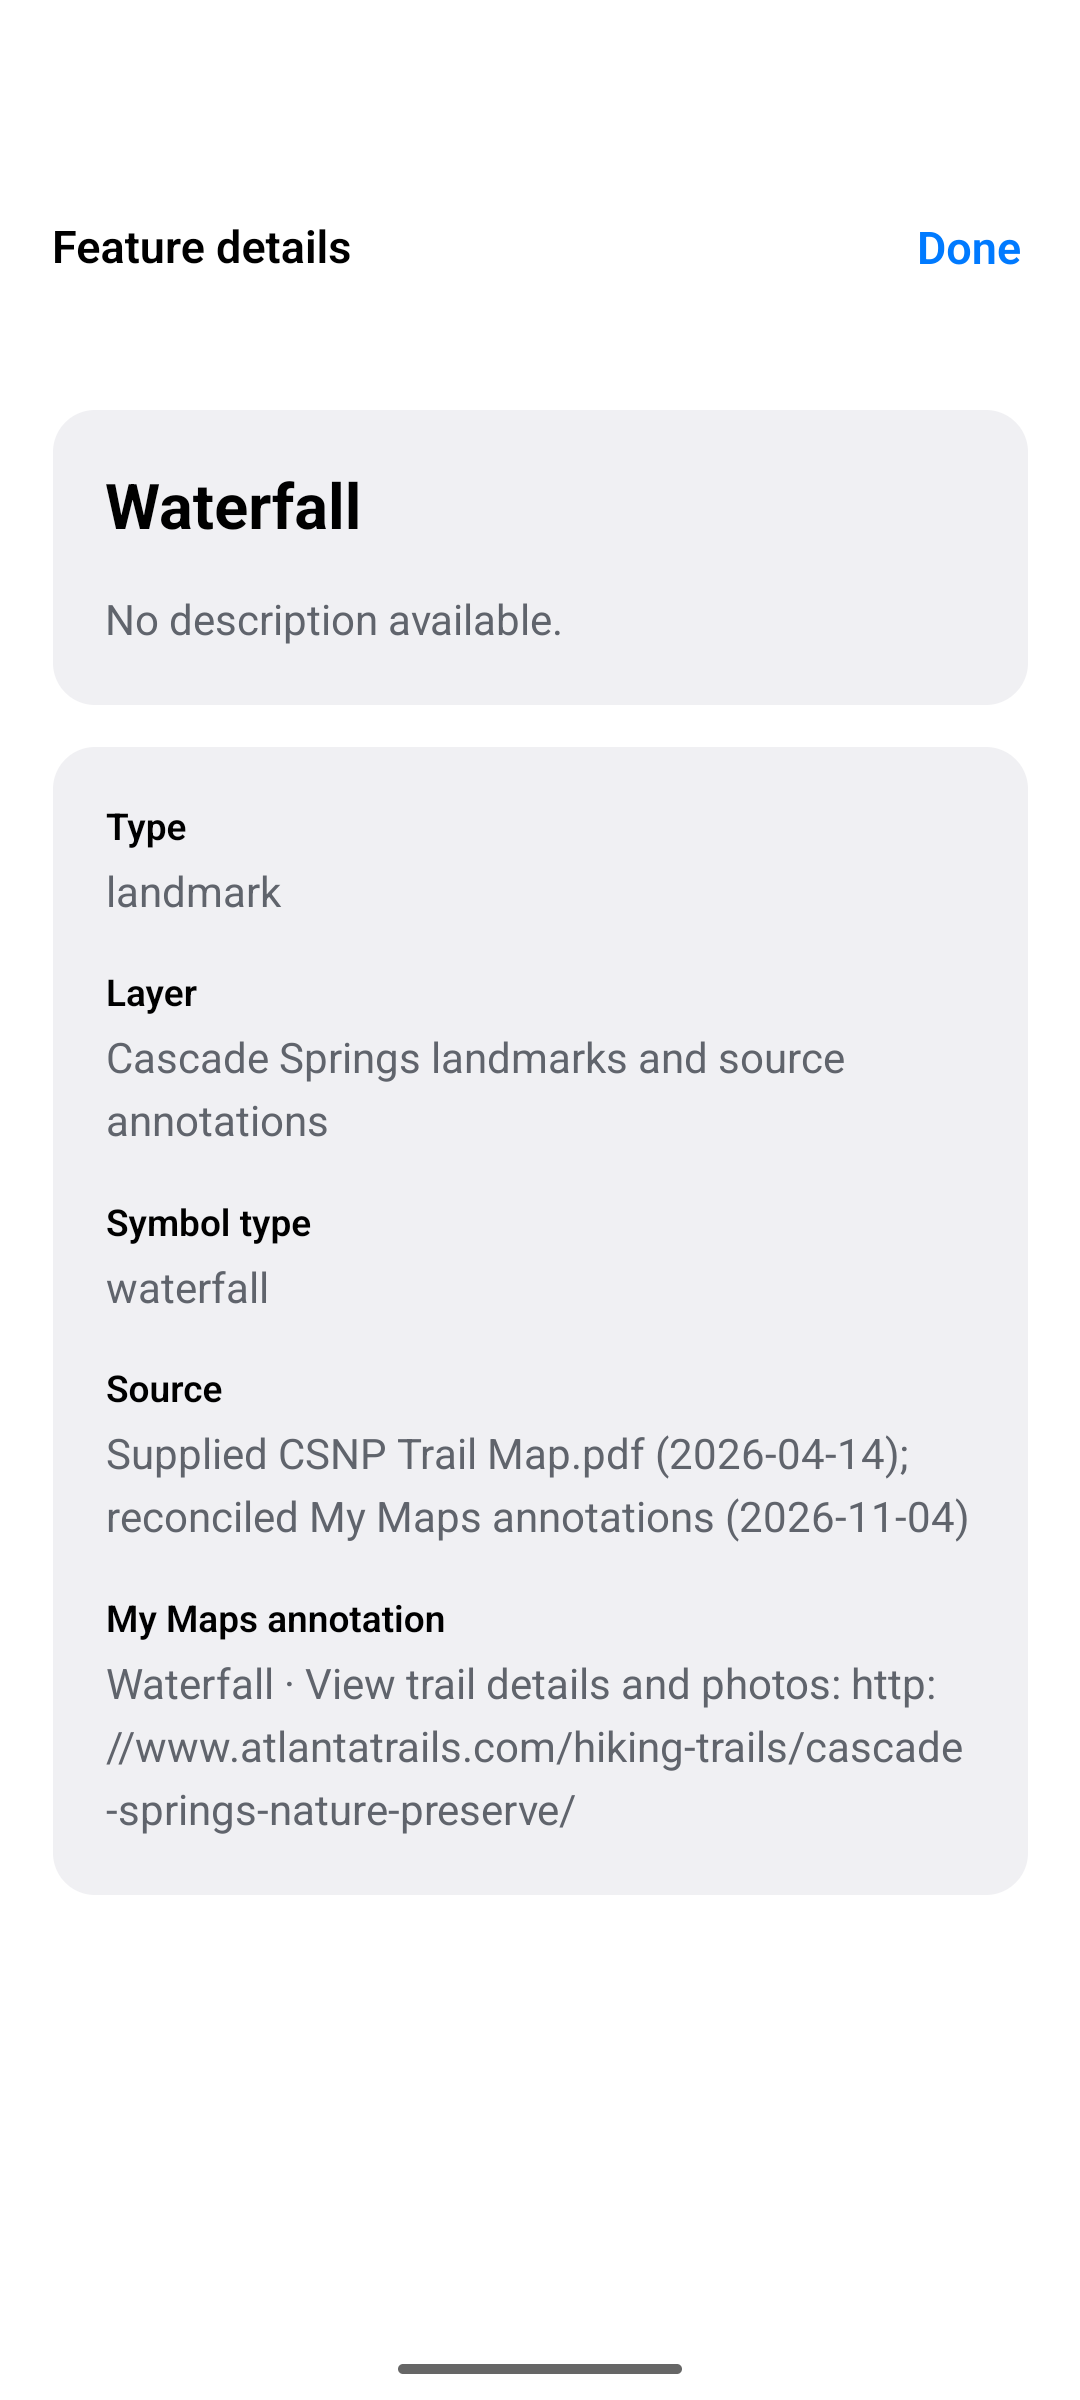 Feature details
Done
Waterfall
No description available.
Type
landmark
Layer
Cascade Springs landmarks and source
annotations
Symbol type
waterfall
Source
Supplied CSNP Trail Map.pdf (2026-04-14);
reconciled My Maps annotations (2026-11-04)
My Maps annotation
Waterfall · View trail details and photos: http:
//www.atlantatrails.com/hiking-trails/cascade
-springs-nature-preserve/